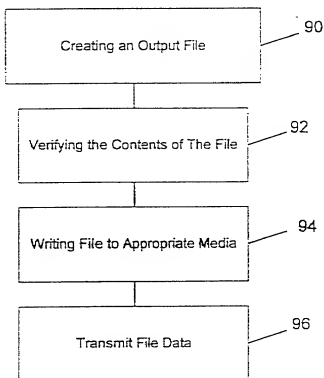 Creating an Output File
90
Verifying the Contents of The File
92
Writing File to Appropriate Media
94
Transmit File Data
96